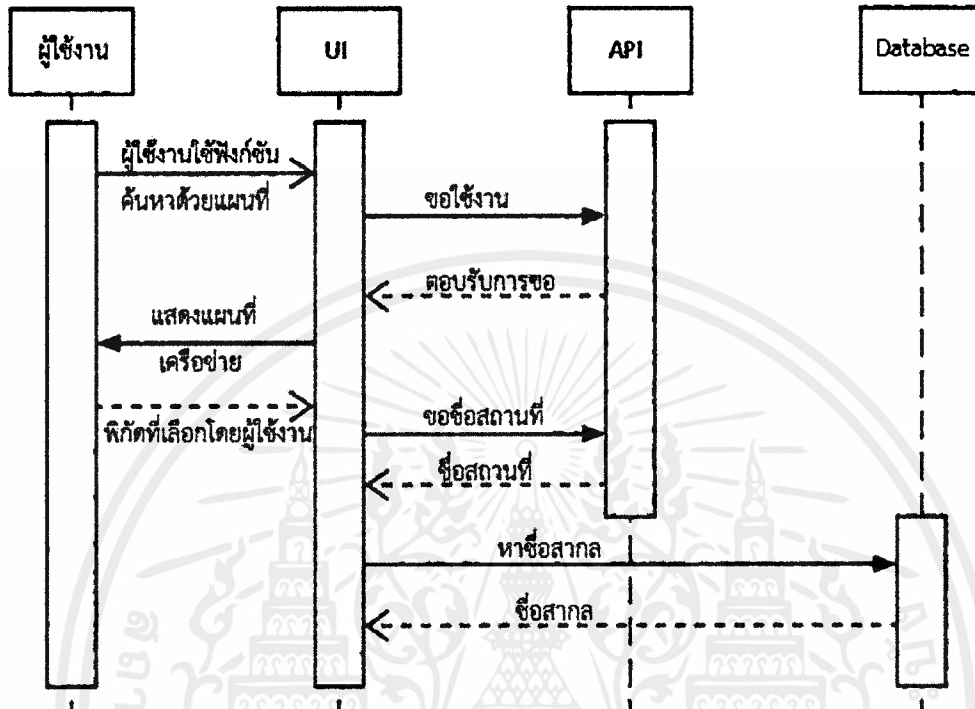 ผู้ใช้งาน
UI
API
Database
ผู้ใช้งานใช้ฟังก์ชัน
ค้นหาด้วยแผนที่
ขอใช้งาน
ตอบรับการขอ
แสดงแผนที่
เครือข่าย
พิกัดที่เลือกโดยผู้ใช้งาน
ขอชื่อสถานที่
ชื่อสถานที่
หาชื่อสากล
ชื่อสากล